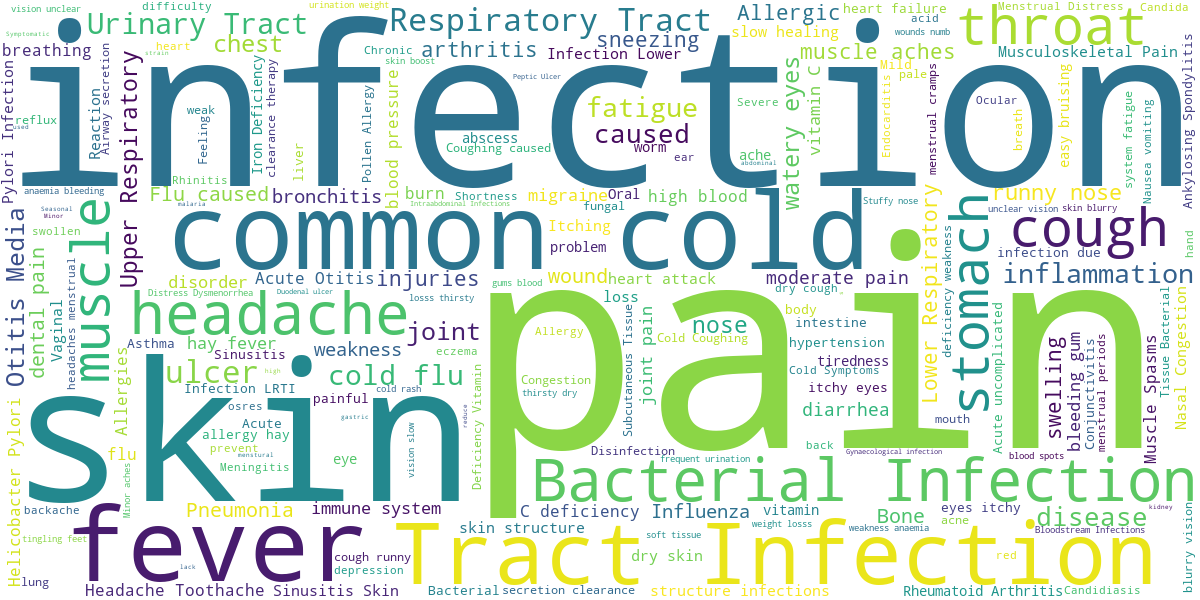 vision unclear
difficulty
urination weight
Respiratory Tract
Allergic
heart failure
acid
Menstrual Distress
Candida
Urinary Tract
throat
Symptomatic
heart
chest
sneezing
slow healing
wounds numb
breathing
strain
Chronic
arthritis
Infection Lower
muscle aches
Musculoskeletal Pain
infection
skin boost
Peptic Ulcer
Mild
pale
Pylori Infection
used
reflux
Reaction
Airway secretion
weak
Feeling
Iron Deficiency
clearance therapy
liver
Pollen Allergy
blood pressure
abscess
Coughing caused
fatigue
caused
worm
ear
Severe
ache
abdominal
Watery eyes
vitamin C
Endocarditis
menstrual cramps
Ocular
breath
easy bruising
system fatigue
Nausea vomiting
Ankylosing Spondylitis
Upper Respiratory
Rhinitis
anaemia bleeding
Flu caused
malaria
bronchitis
burn
Intraabdominal Infections
Shortness
migraine
Oral
fungal
high blood
Stuffy nose
runny nose
Seasonal
Minor
swollen
muscle
common cold
Itching
problem
Lower Respiratory
stomach
unclear vision
skin blurry
cough
hand
infection due
inflammation
Otitis Media
dental pain
Vaginal
headaches menstrual
disorder
Acute Otitis
injuries
wound
heart attack
moderate pain
deficiency weakness
Distress Dysmenorrhea
Duodenal ulcer
losss thirsty
gums blood
loss
dry cough
body
pain
headache
joint
Allergy
Subcutaneous Tissue
joint pain
nose
Cold Coughing
intestine
hypertension
Asthma
hay fever
Sinusitis
weakness
eczema
Congestion
thirsty dry
tiredness
Cold Symptoms
itchy eyes
Acute uncomplicated
swelling
bleeding gum
Conjunctivitis
menstrual periods
Muscle Spasms
Tissue Bacterial
Nasal Congestion
Allergies
ulcer
high
cold flu
Infection LRTI
cold rash
painful
Deficiency Vitamin
reduce
diarrhea
mouth
skin
osres
Acute
gastric
allergy hay
prevent
menstural
Meningitis
eye
vision slow
flu
back
Disinfection
frequent urination
Gynaecological infection
blood spots
Helicobacter Pylori
Minor aches
Bacterial Infection
backache
Pneumonia
immune system
C deficiency
Influenza
vitamin
weight losss
eyes itchy
acne
Bone
disease
kidney
fever
tingling feet
skin structure
soft tissue
weakness anaemia
Bloodstream Infections
blurry vision
Tract Infection
cough runny
depression
lack
dry skin
red
lung
Headache Toothache
Sinusitis Skin
Bacterial
secretion clearance
structure infections
Rheumatoid Arthritis
Candidiasis